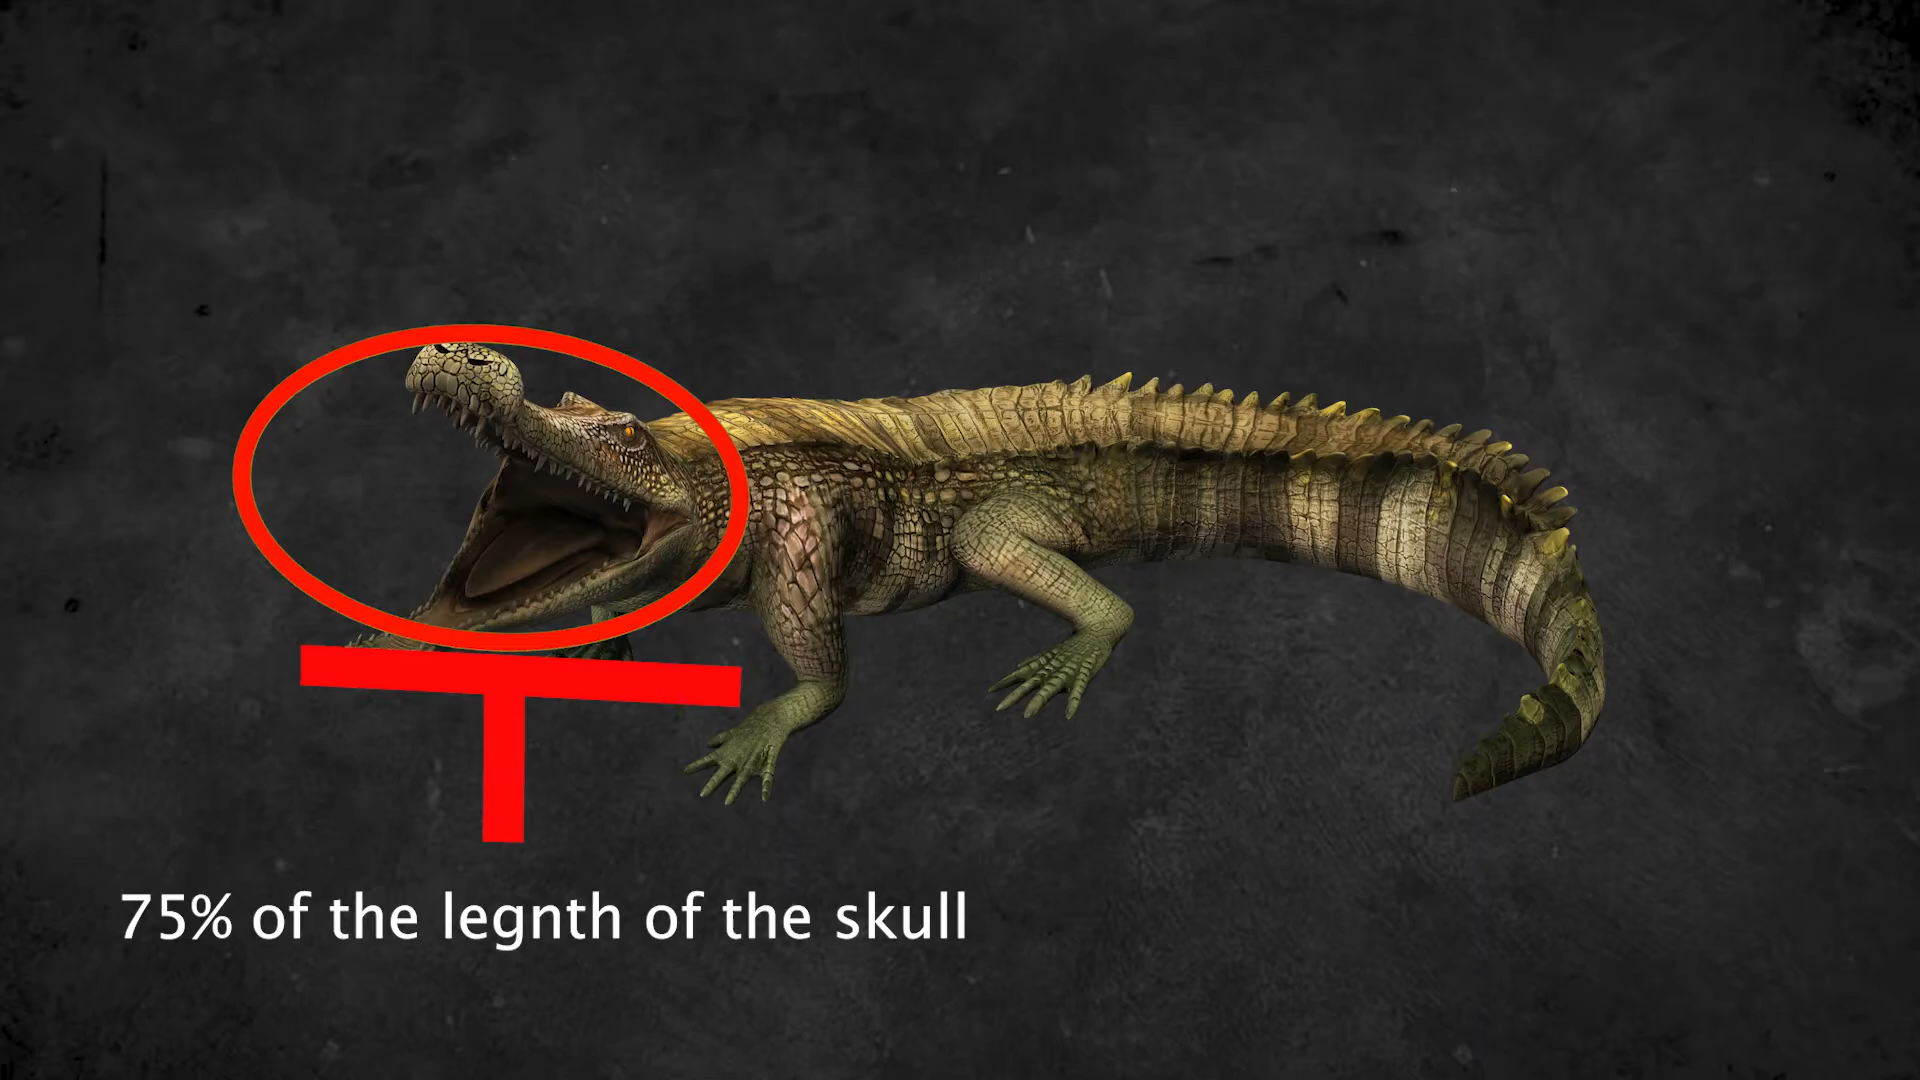 75% of the legnth of the skull